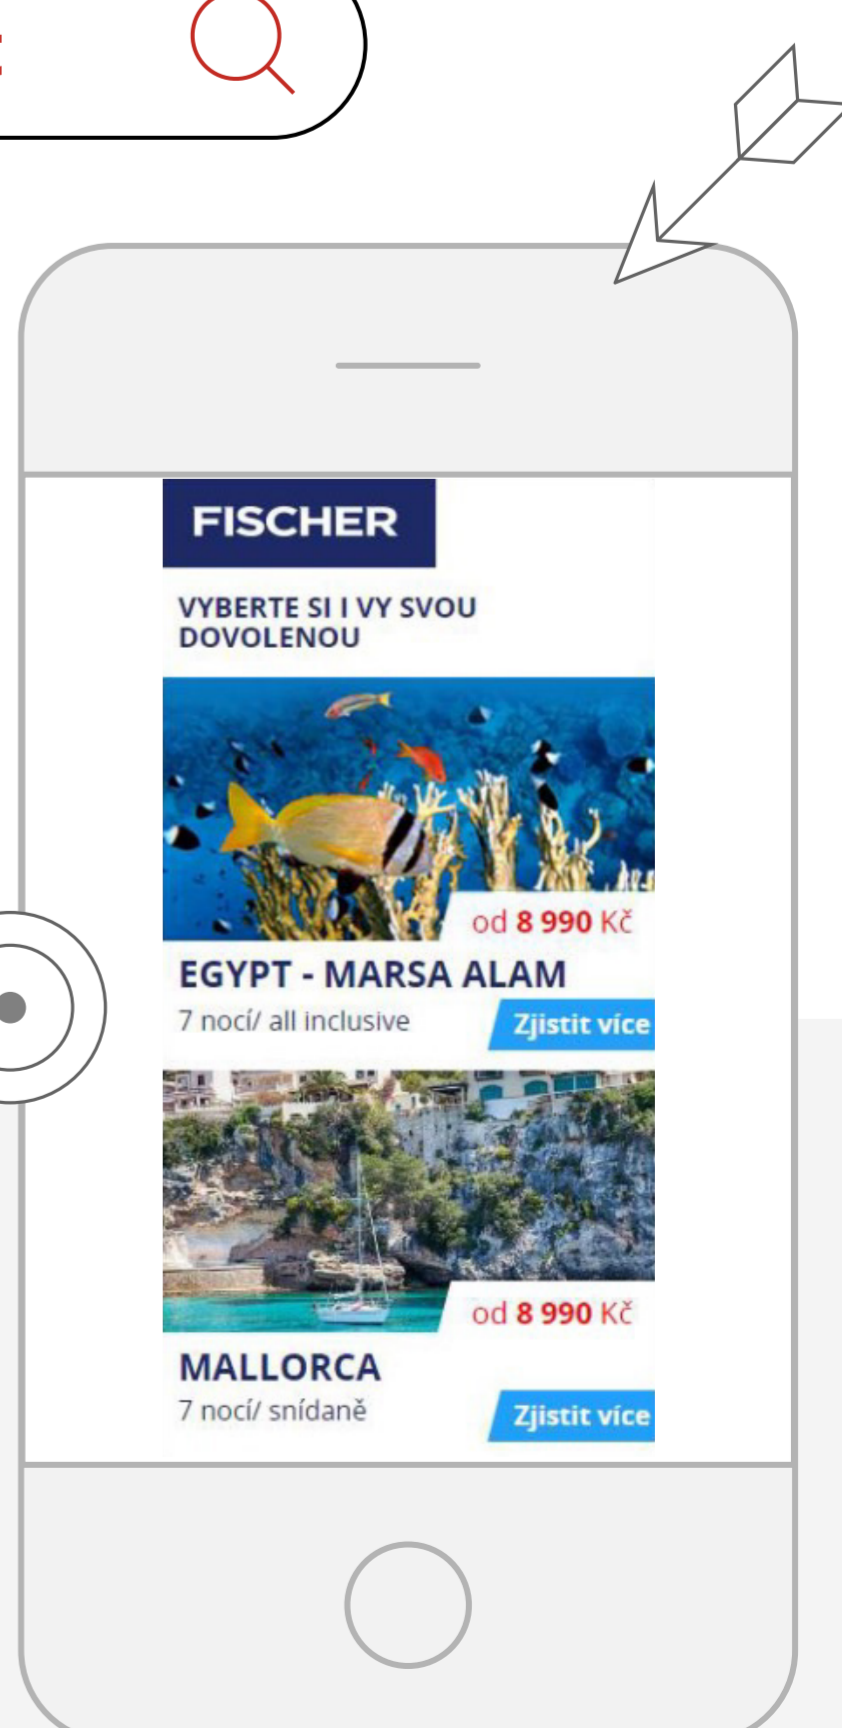 FISCHER
VYBERTE SI I VY SVOU
DOVOLENOU
od 8 990 Kč
EGYPT - MARSA ALAM
7 nocí/ all inclusive
Zjistit více
od 8 990 Kč
MALLORCA
7 nocí/ snídaně
Zjistit více